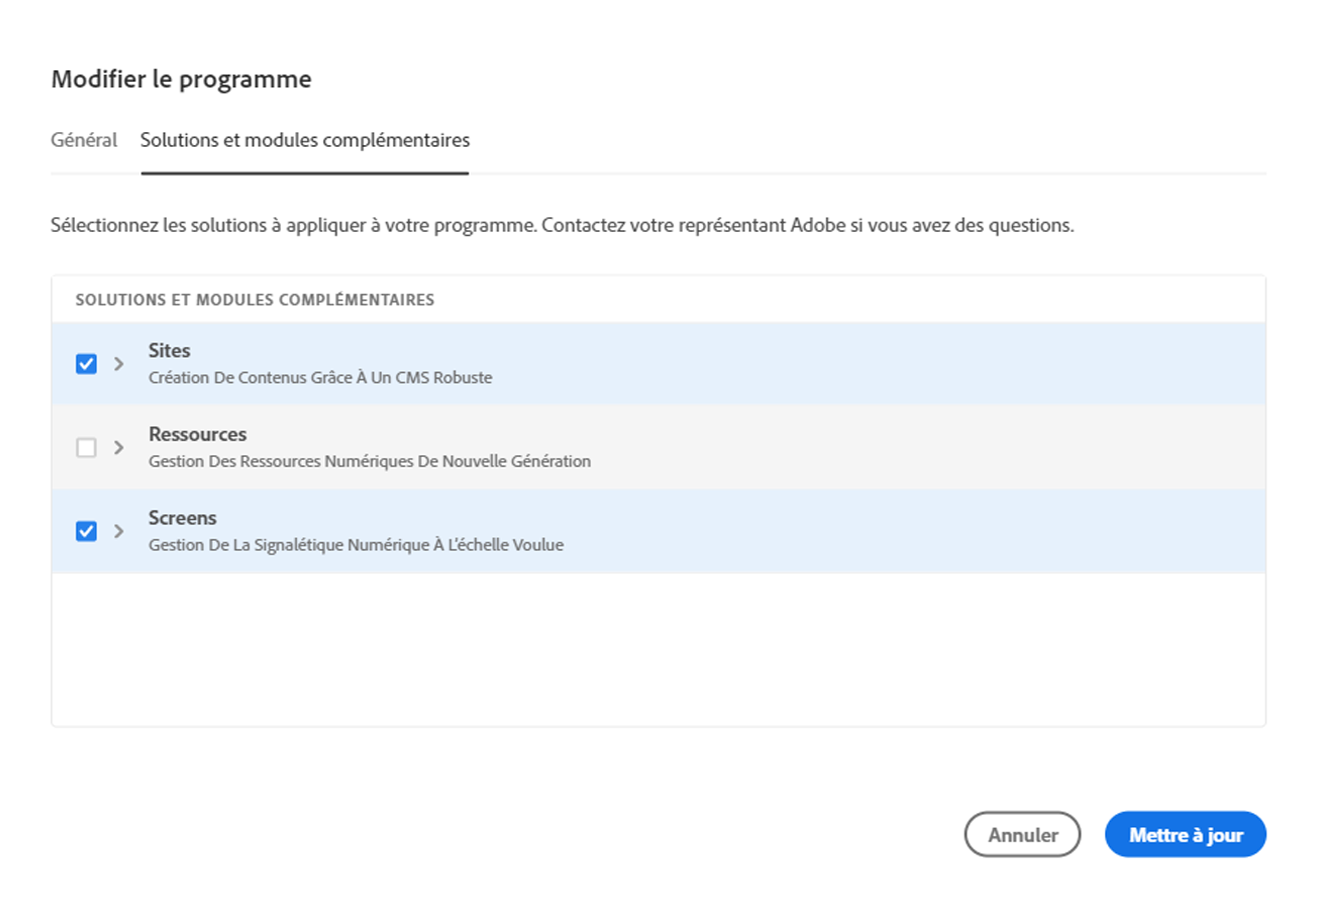 Modifier le programme
Général
Solutions et modules complémentaires
Sélectionnez les solutions à appliquer à votre programme. Contactez votre représentant Adobe si vous avez des questions.
SOLUTIONS ET MODULES COMPLÉMENTAIRES
Sites
Création De Contenus Grâce À Un CMS Robuste
Ressources
Gestion Des Ressources Numériques De Nouvelle Génération
Screens
Gestion De La Signalétique Numérique À L'échelle Voulue
Annuler
Mettre à jour